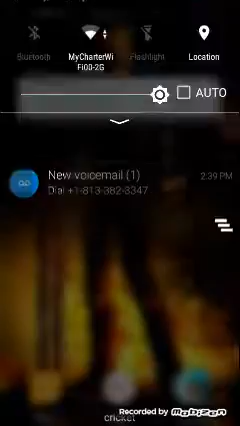 Bluetooth
MyCharterWi
Fi00-2G
Flashlight
Location
AUTO
New voicemail (1)
2:39 PM
Dial +1-813-382-3347
cricket
Recorded by mobizen